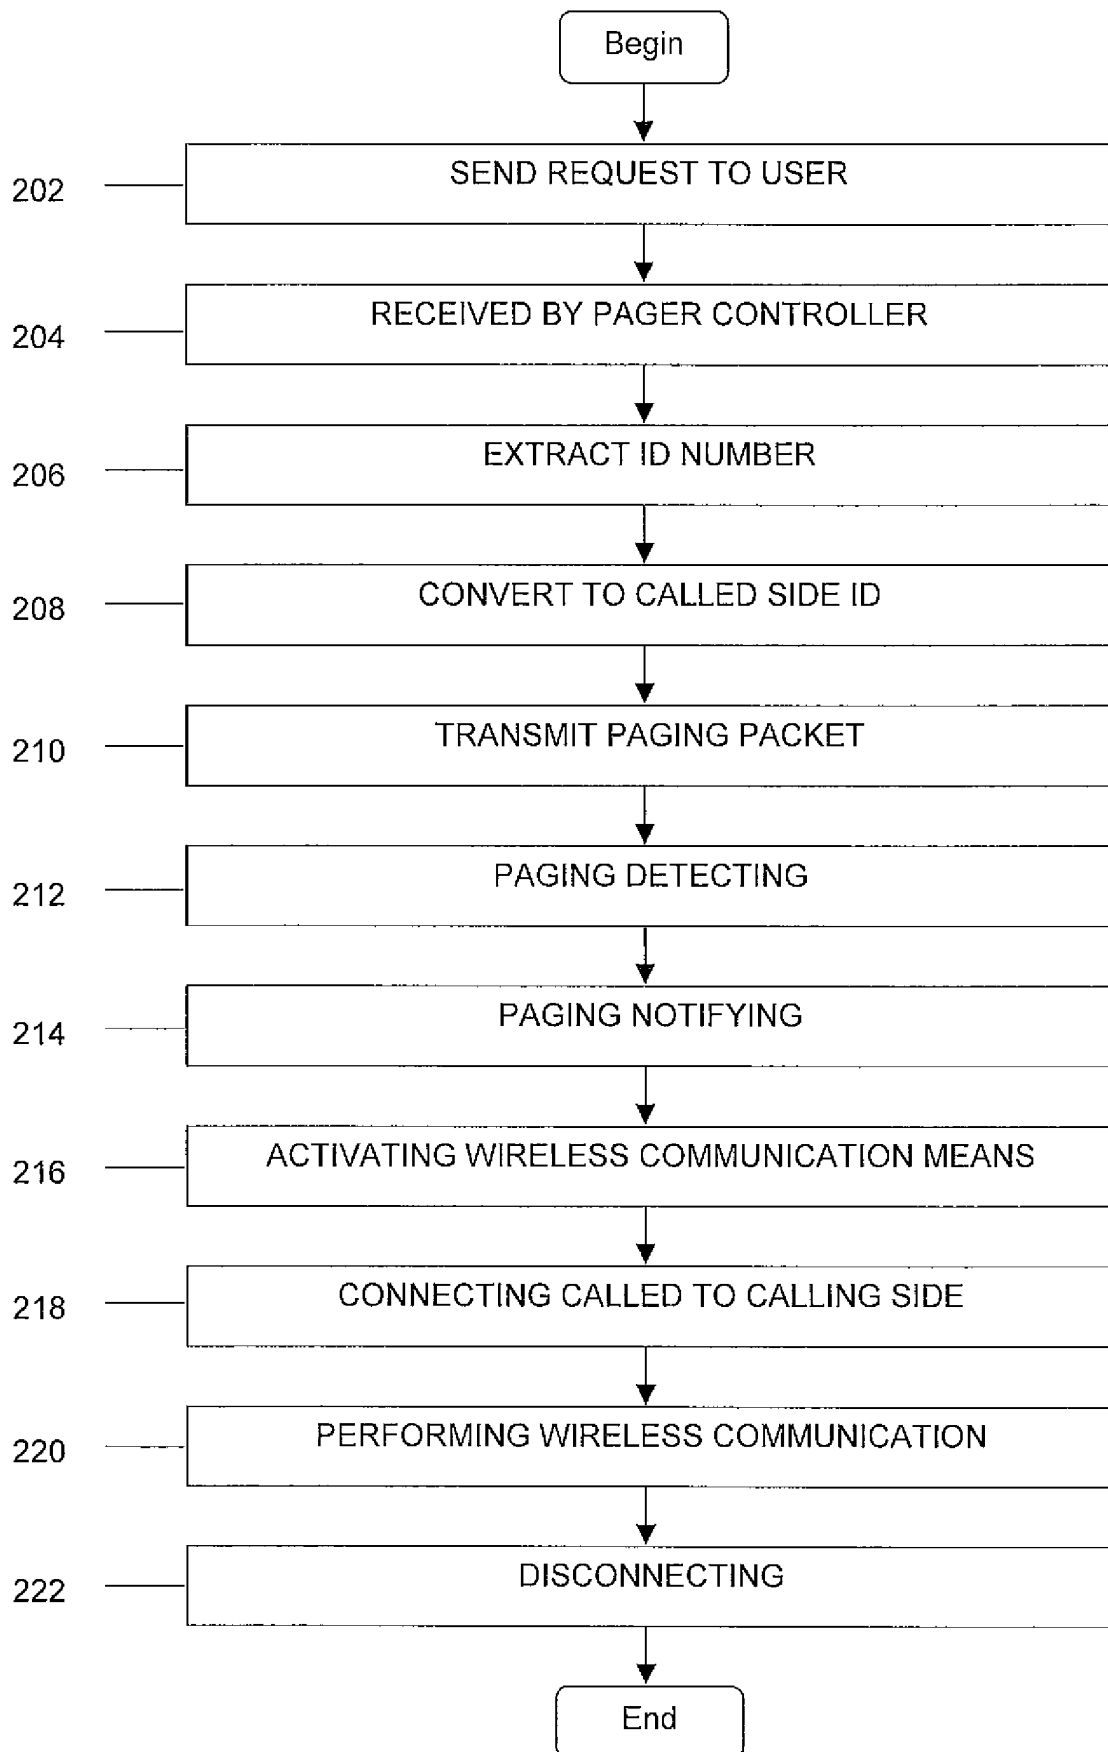 Begin
202 SEND REQUEST TO USER
204 RECEIVED BY PAGER CONTROLLER
206 EXTRACT ID NUMBER
208 CONVERT TO CALLED SIDE ID
210 TRANSMIT PAGING PACKET
212 PAGING DETECTING
214 PAGING NOTIFYING
216 ACTIVATING WIRELESS COMMUNICATION MEANS
218 CONNECTING CALLED TO CALLING SIDE
220 PERFORMING WIRELESS COMMUNICATION
222 DISCONNECTING
End